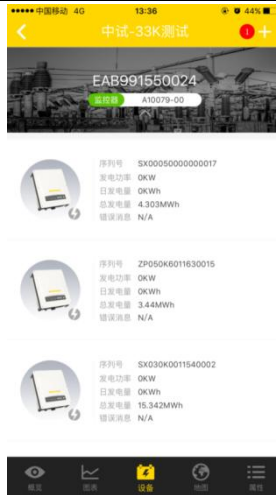 中国移动 4G 13:36 44%
中试-33K测试
EAB991550024
监控器 A10079-00
序列号 SX00050000000017
发电功率 0KW
日发电量 0KWh
总发电量 4.303MWh
错误消息 N/A
序列号 ZP050K6011630015
发电功率 0KW
日发电量 0KWh
总发电量 3.44MWh
错误消息 N/A
序列号 SX030K0011540002
发电功率 0KW
日发电量 0KWh
总发电量 15.342MWh
错误消息 N/A
概览 图表 设备 地图 属性